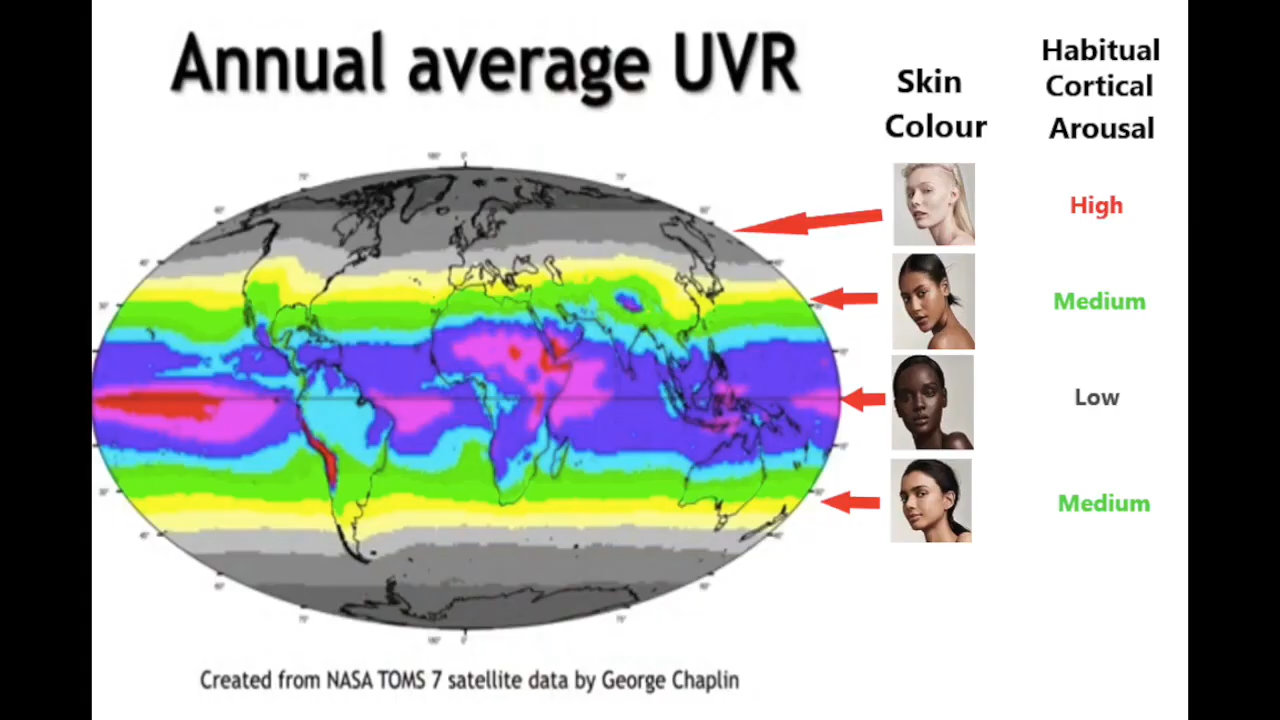 Annual average UVR
Skin
Colour
Habitual
Cortical
Arousal
High
Medium
Low
Medium
Created from NASA TOMS 7 satellite data by George Chaplin